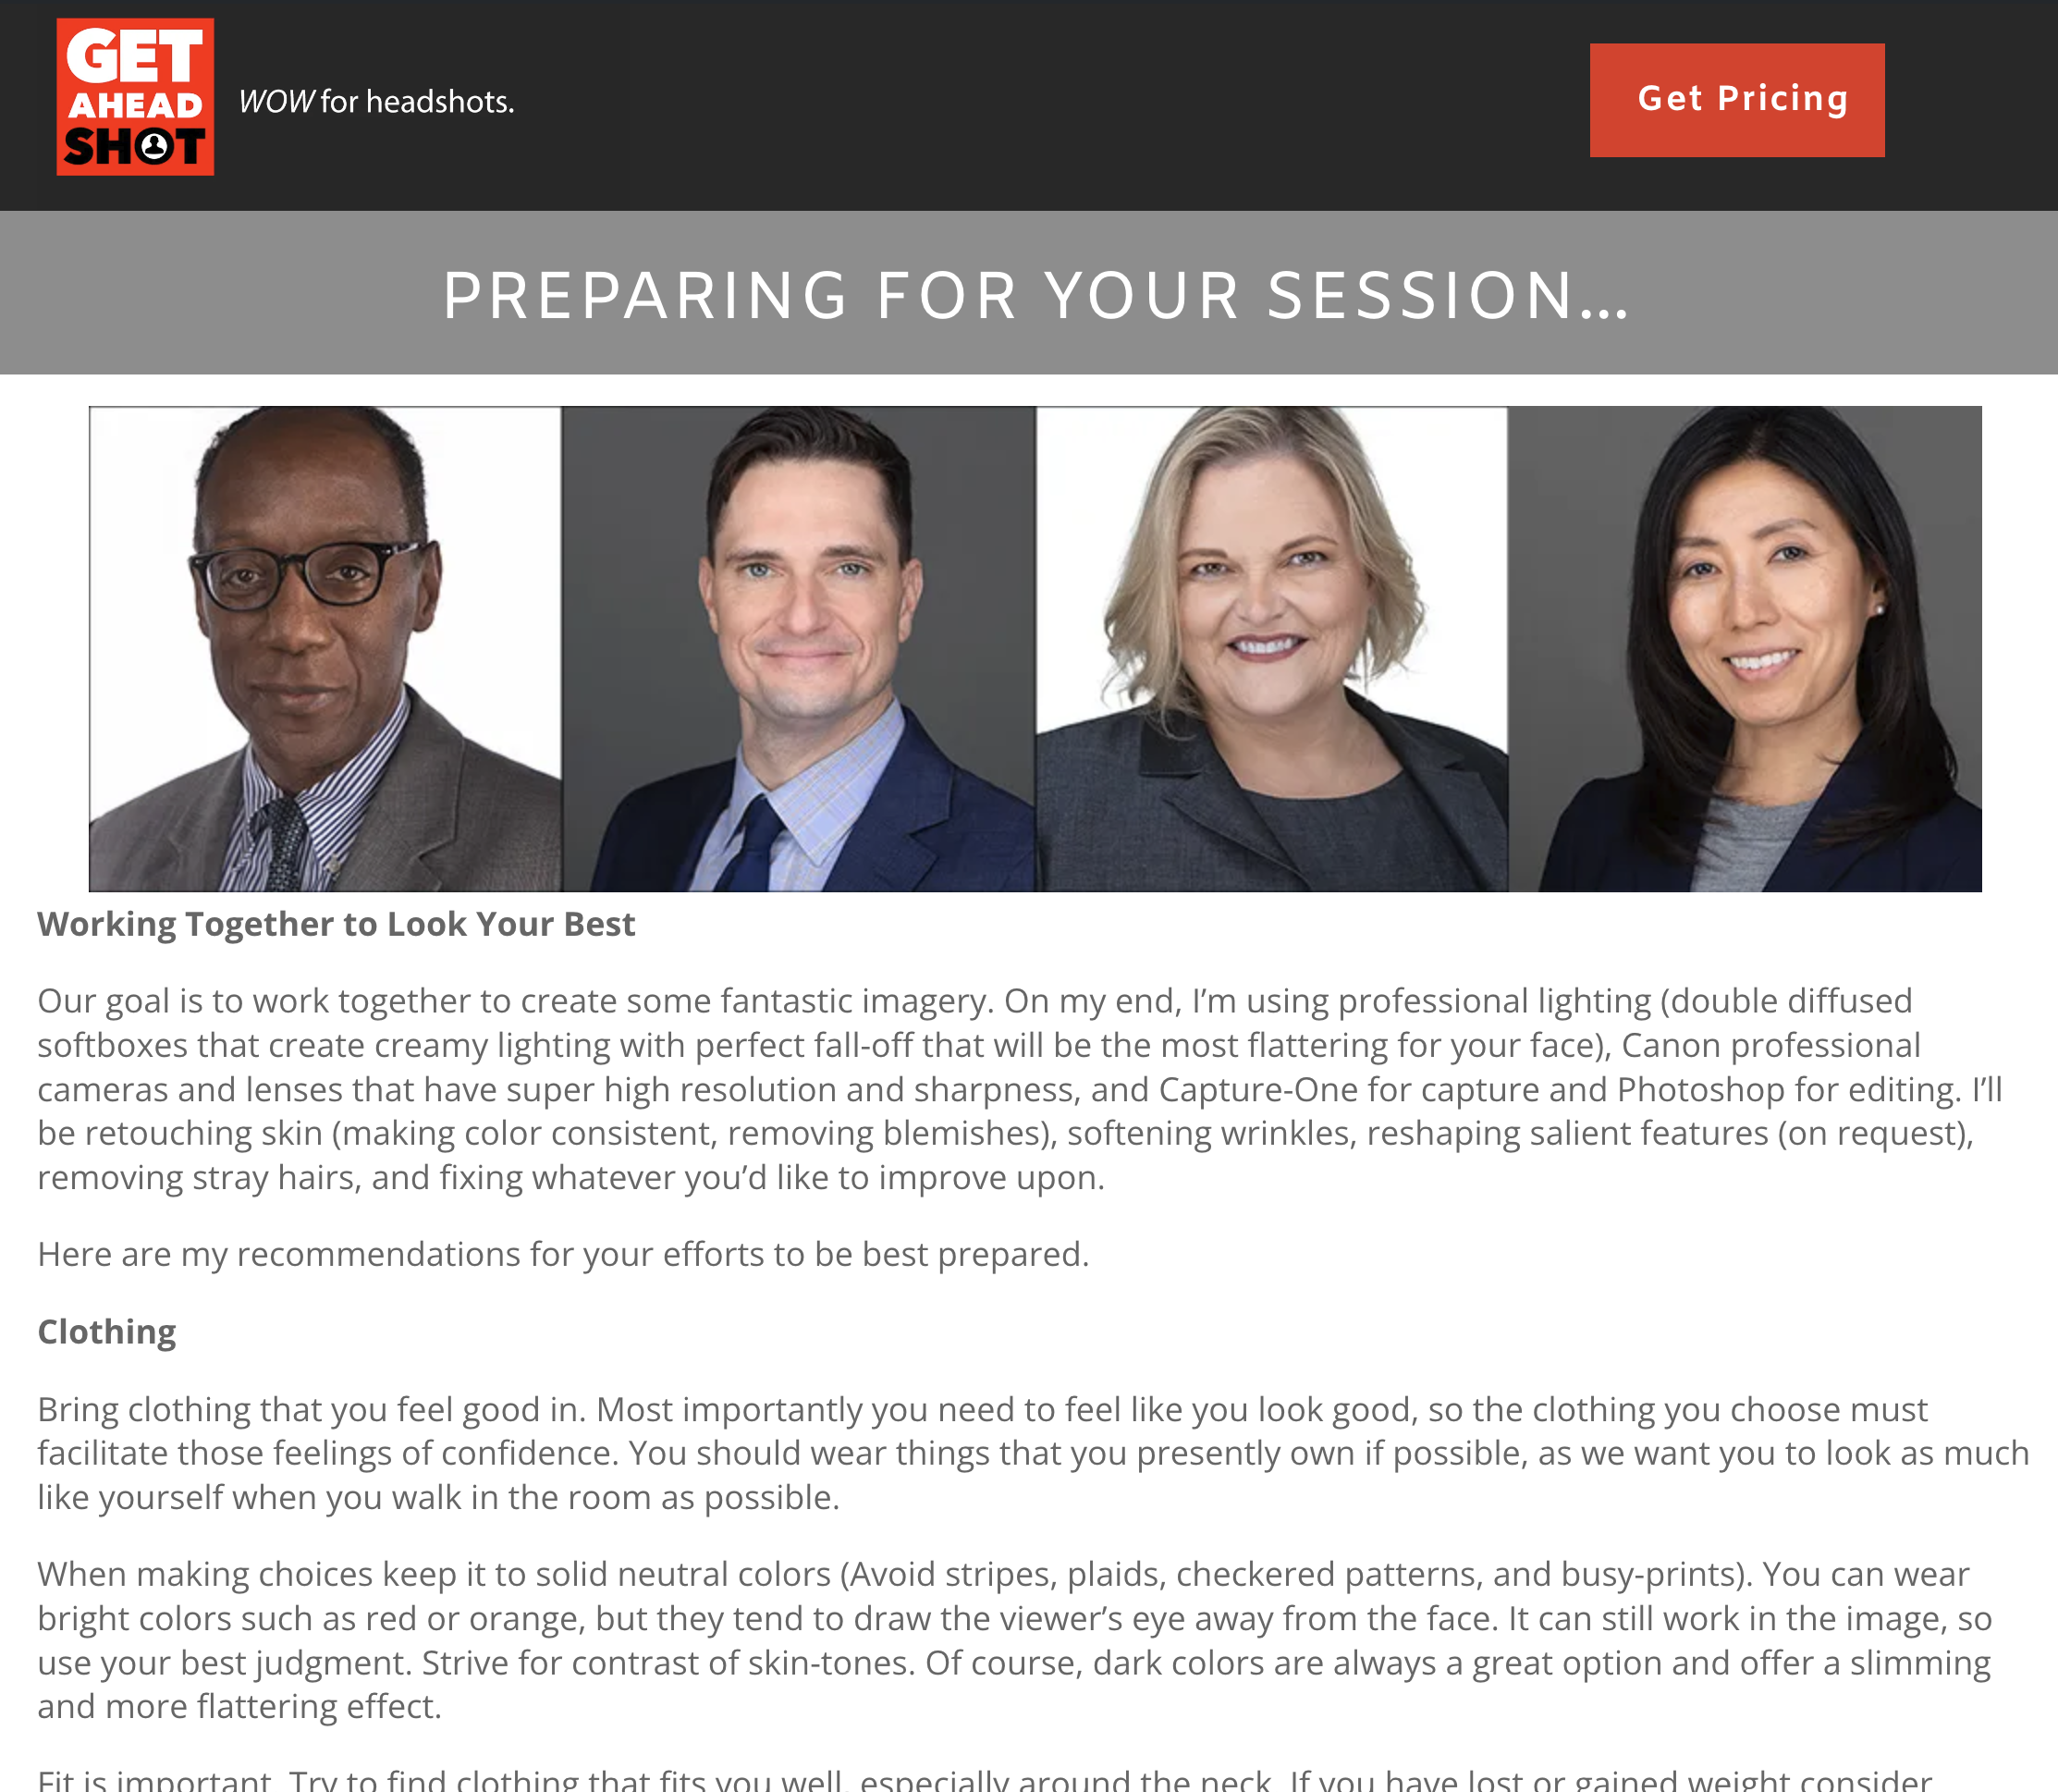 GET
AHEAD
SHOT
WOW for headshots.
Get Pricing
PREPARING FOR YOUR SESSION...
Working Together to Look Your Best
Our goal is to work together to create some fantastic imagery. On my end, I’m using professional lighting (double diffused
softboxes that create creamy lighting with perfect fall-off that will be the most flattering for your face), Canon professional
cameras and lenses that have super high resolution and sharpness, and Capture-One for capture and Photoshop for editing. I’ll
be retouching skin (making color consistent, removing blemishes), softening wrinkles, reshaping salient features (on request),
removing stray hairs, and fixing whatever you’d like to improve upon.
Here are my recommendations for your efforts to be best prepared.
Clothing
Bring clothing that you feel good in. Most importantly you need to feel like you look good, so the clothing you choose must
facilitate those feelings of confidence. You should wear things that you presently own if possible, as we want you to look as much
like yourself when you walk in the room as possible.
When making choices keep it to solid neutral colors (Avoid stripes, plaids, checkered patterns, and busy-prints). You can wear
bright colors such as red or orange, but they tend to draw the viewer’s eye away from the face. It can still work in the image, so
use your best judgment. Strive for contrast of skin-tones. Of course, dark colors are always a great option and offer a slimming
and more flattering effect.
Fit is important. Try to find clothing that fits you well, especially around the neck. If you have lost or gained weight consider